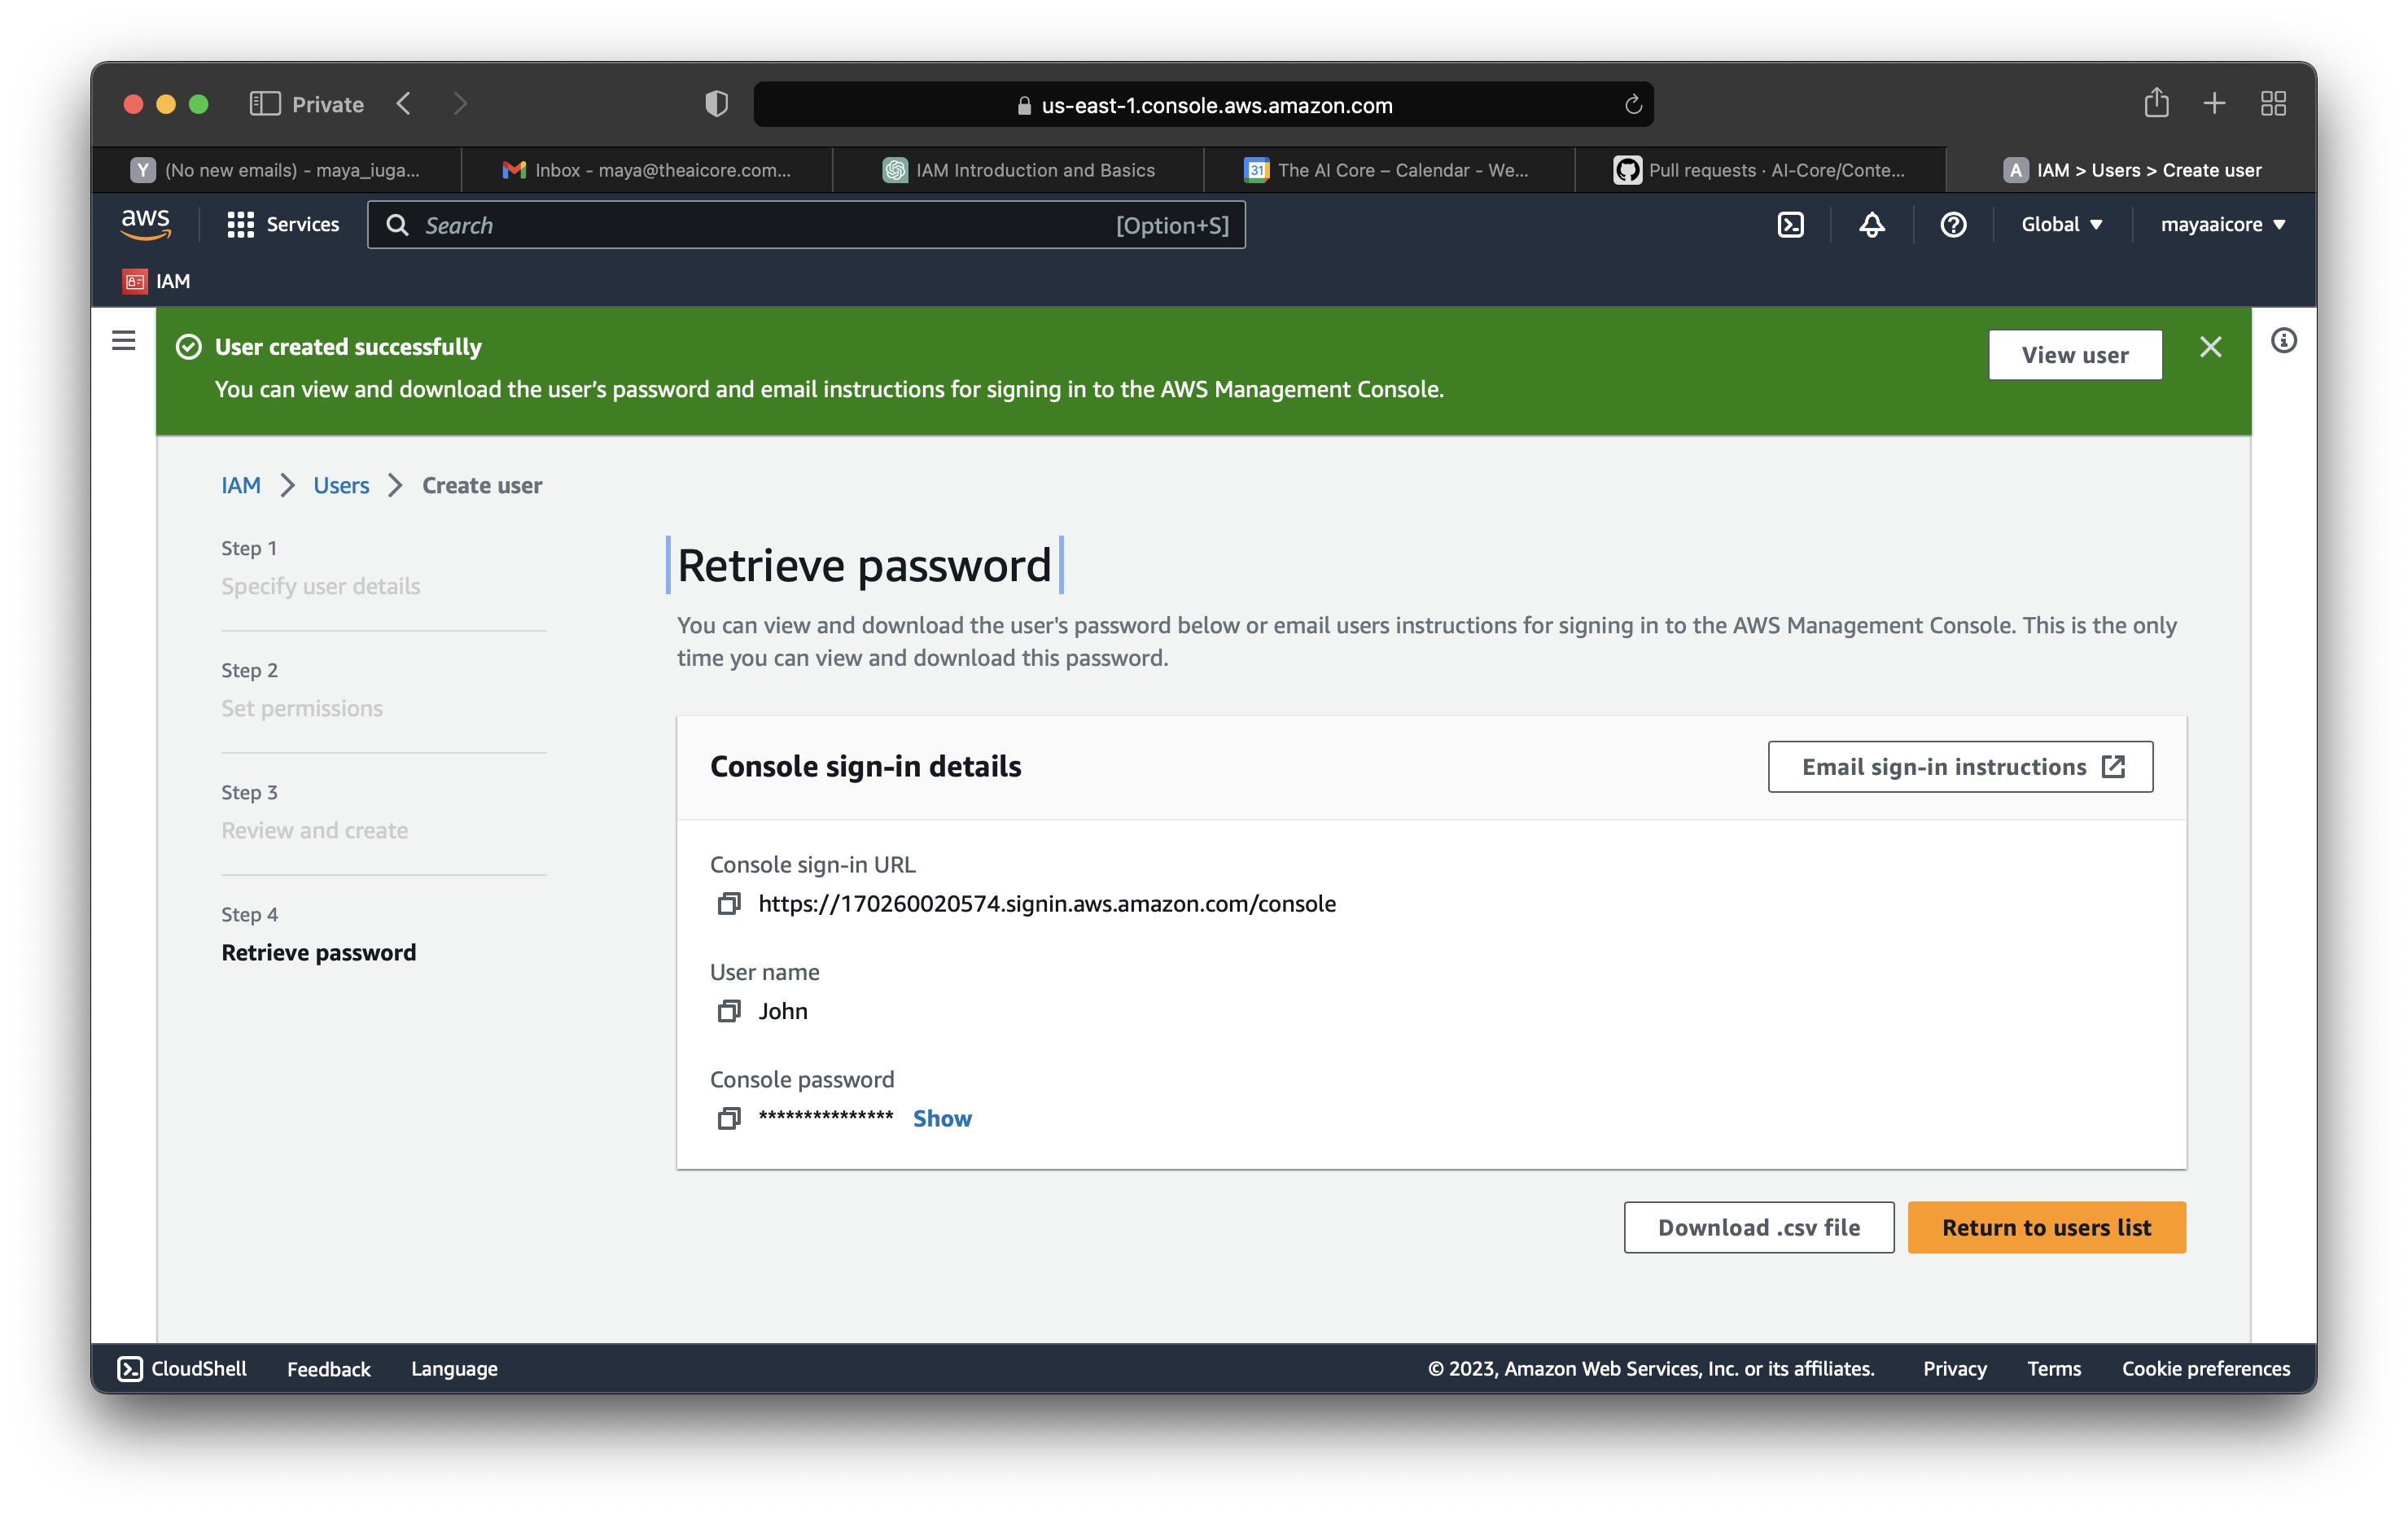 Private
us-east-1.console.aws.amazon.com
Y (No new emails) - maya_iuga...
Inbox - maya@theaicore.com...
IAM Introduction and Basics
31 The AI Core – Calendar - We...
Pull requests · AI-Core/Conte...
A IAM > Users > Create user
aws
Services
Search [Option+S]
Global
mayaaicore
IAM
User created successfully
You can view and download the user’s password and email instructions for signing in to the AWS Management Console.
View user
IAM > Users > Create user
Step 1
Specify user details
Step 2
Set permissions
Step 3
Review and create
Step 4
Retrieve password
Retrieve password
You can view and download the user's password below or email users instructions for signing in to the AWS Management Console. This is the only
time you can view and download this password.
Console sign-in details
Email sign-in instructions
Console sign-in URL
https://170260020574.signin.aws.amazon.com/console
User name
John
Console password
*************** Show
Download .csv file
Return to users list
CloudShell
Feedback
Language
© 2023, Amazon Web Services, Inc. or its affiliates.
Privacy
Terms
Cookie preferences